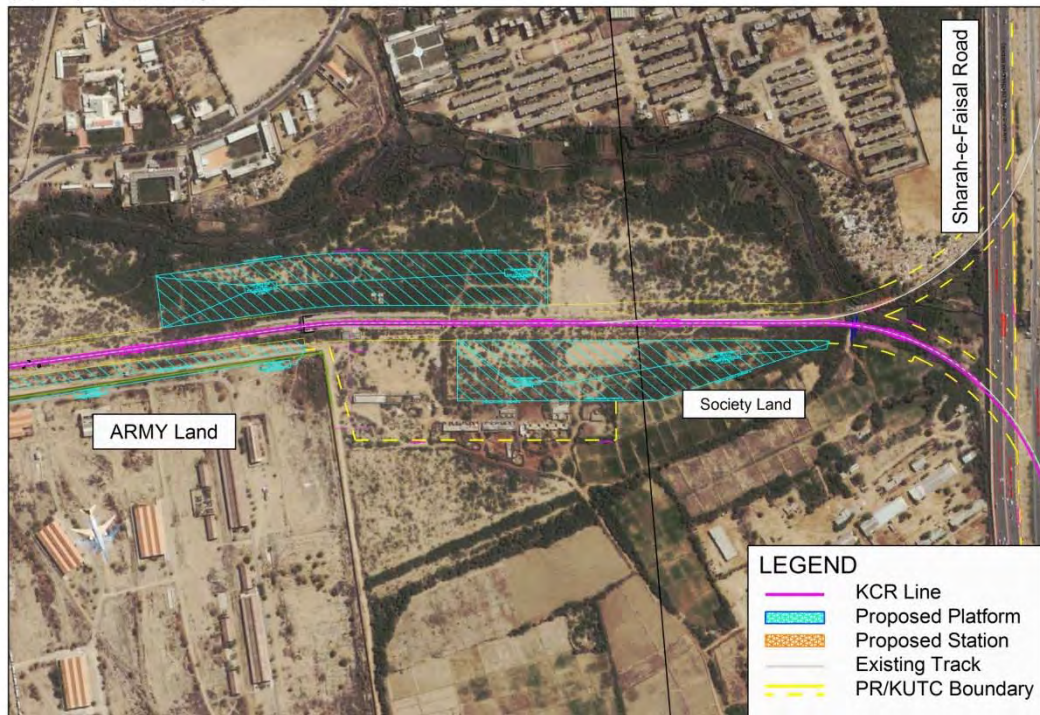 Sharah-e-Faisal Road
ARMY Land
Society Land
LEGEND
KCR Line
Proposed Platform
Proposed Station
Existing Track
PR/KUTC Boundary